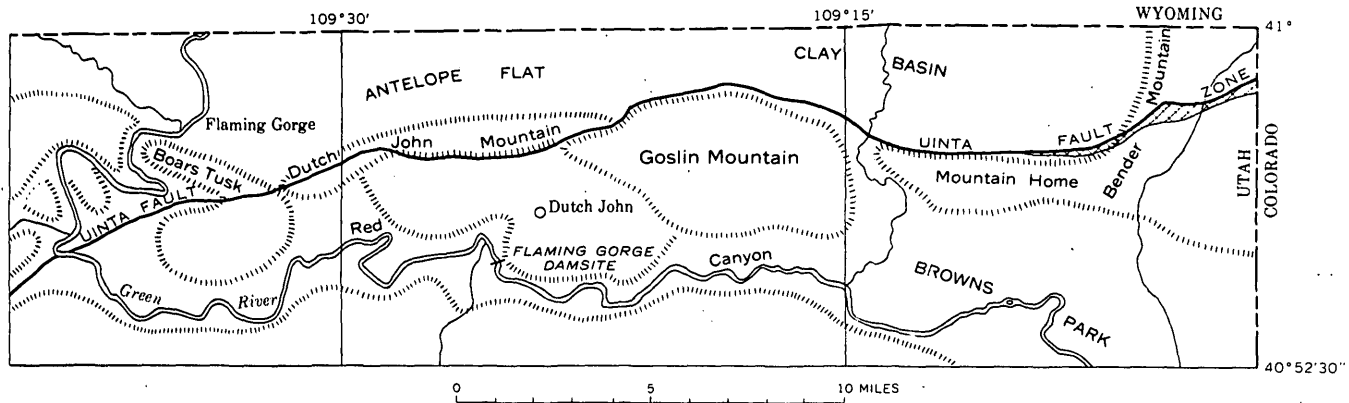 109°30'
109°15'
WYOMING
41°
CLAY
BASIN
ANTELOPE FLAT
Mountain
ZONE
Flaming Gorge
Dutch John Mountain
UINTA FAULT
Boars Tusk
Goslin Mountain
Mountain Home
Bender
UTAH
COLORADO
UINTA FAULT
Dutch John
Red
FLAMING GORGE
DAMSITE
Canyon
BROWNS
Green River
PARK
40°52'30"
0 5 10 MILES